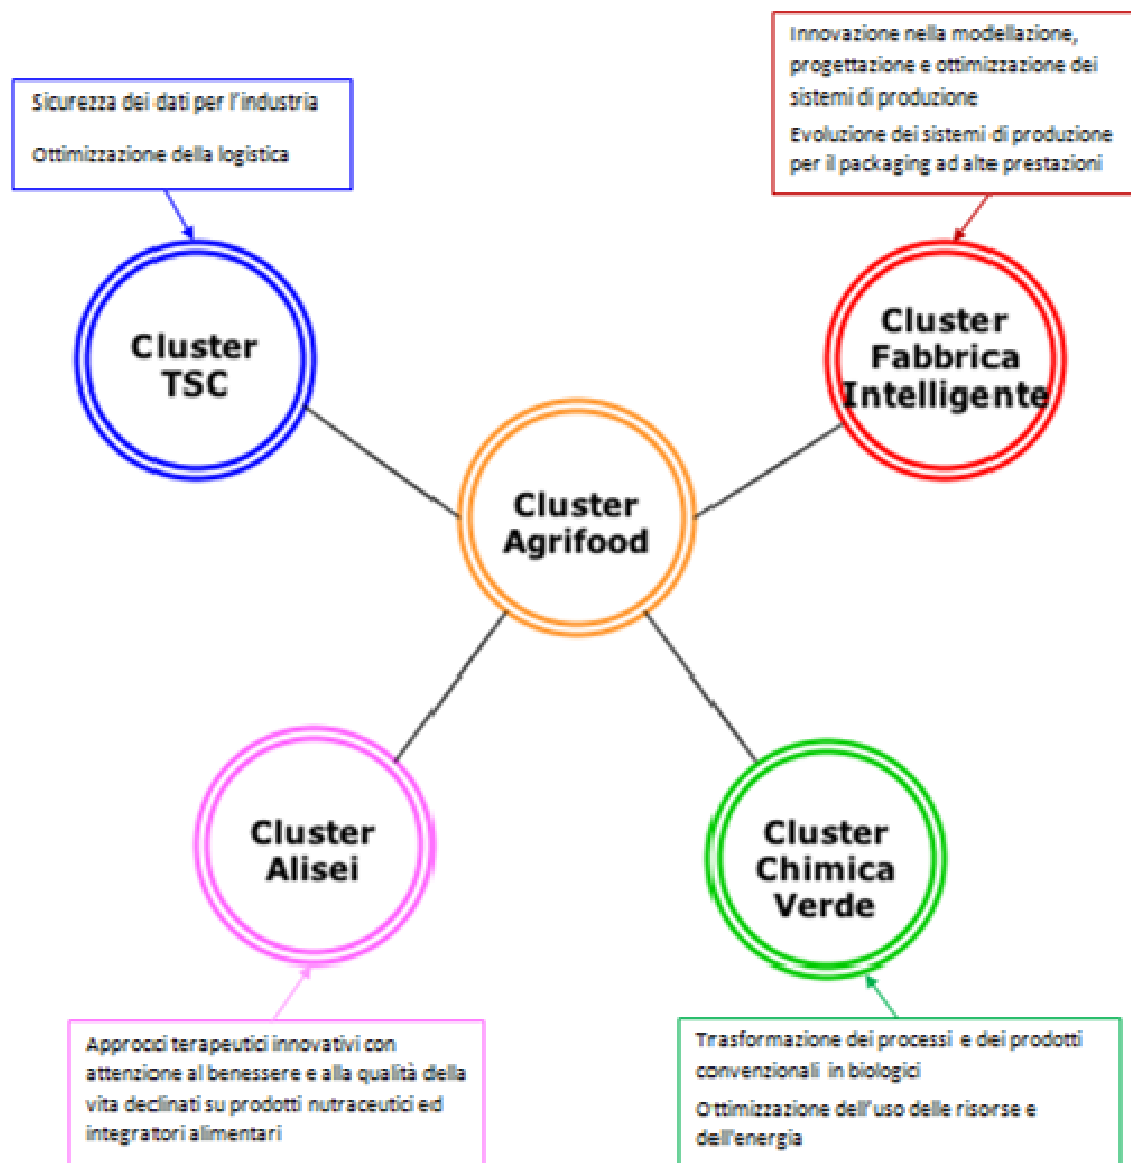 Innovazione nella modellazione,
progettazione e ottimizzazione dei
sistemi di produzione
Evoluzione dei sistemi di produzione
per il packaging ad alte prestazioni
Sicurezza dei dati per l'industria
Ottimizzazione della logistica
Cluster
TSC
Cluster
Fabbrica
Intelligente
Cluster
Agrifood
Cluster
Alisei
Cluster
Chimica
Verde
Approcci terapeutici innovativi con
attenzione al benessere e alla qualità della
vita declinati su prodotti nutraceutici ed
integratori alimentari
Trasformazione dei processi e dei prodotti
convenzionali in biologici
Ottimizzazione dell'uso delle risorse e
dell'energia